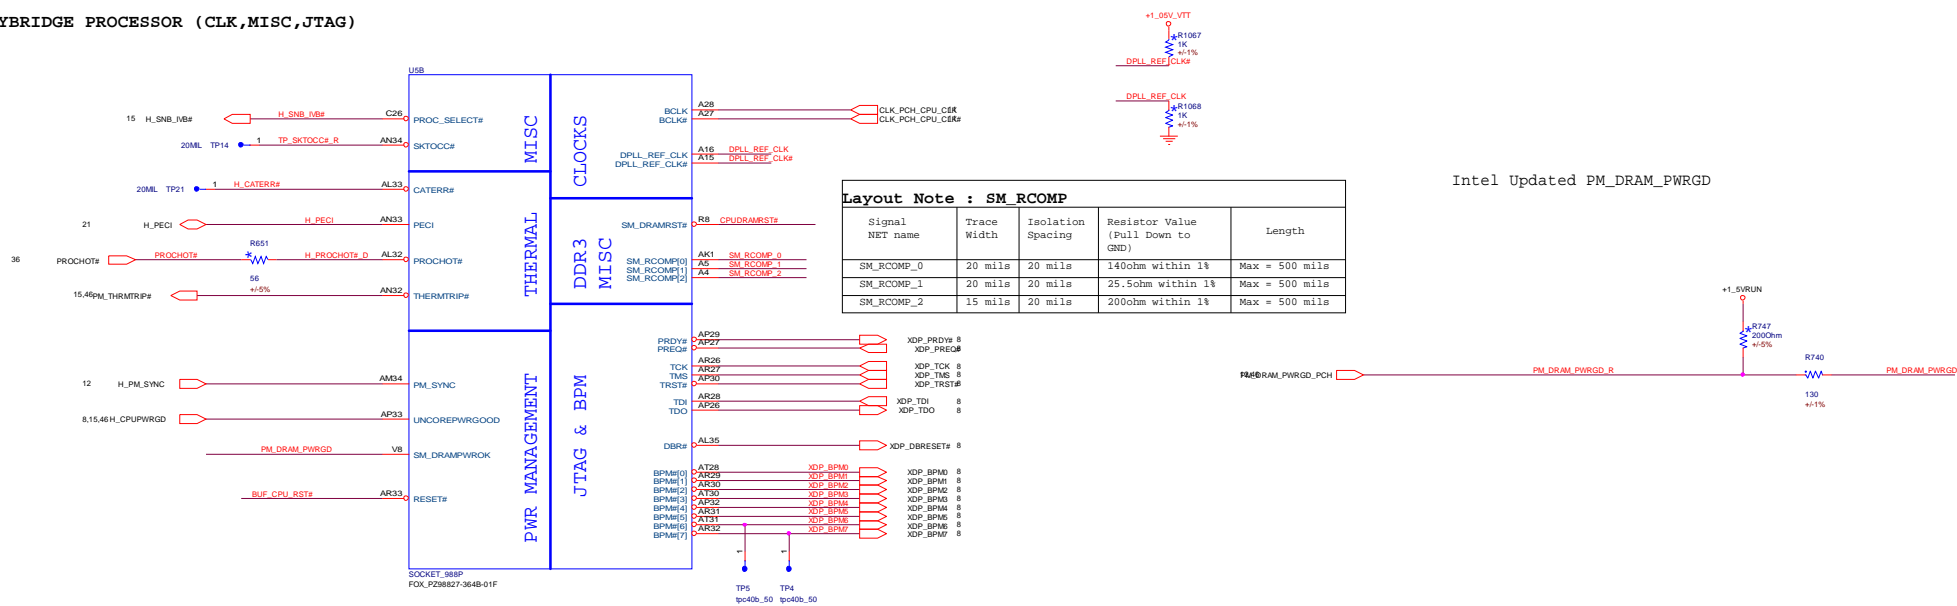 YBRIDGE PROCESSOR (CLK,MISC,JTAG)
U5B
15 H_SNB_IVB# H_SNB_IVB# C26 PROC_SELECT#
20MIL TP14 1 TP_SKTOCC#_R AN34 SKTOCC#
20MIL TP21 1 H_CATERR# AL33 CATERR#
21 H_PECI H_PECI AN33 PECI
36 PROCHOT# PROCHOT# R651 56 +/-5% H_PROCHOT#_D AL32 PROCHOT#
15,46 PM_THRMTRIP# AN32 THERMTRIP#
12 H_PM_SYNC AM34 PM_SYNC
8,15,46 H_CPUPWRGD AP33 UNCOREPWRGOOD
PM_DRAM_PWRGD V8 SM_DRAMPWROK
BUF_CPU_RST# AR33 RESET#
MISC
THERMAL
PWR MANAGEMENT
CLOCKS
DDR3
MISC
JTAG & BPM
BCLK A28 CLK_PCH_CPU_CLK
BCLK# A27 CLK_PCH_CPU_CLK#
DPLL_REF_CLK A16 DPLL_REF_CLK
DPLL_REF_CLK# A15 DPLL_REF_CLK#
SM_DRAMRST# R8 CPUDRAMRST#
SM_RCOMP[0] AK1 SM_RCOMP_0
SM_RCOMP[1] A5 SM_RCOMP_1
SM_RCOMP[2] A4 SM_RCOMP_2
PRDY# AP29 XDP_PRDY# 8
PREQ# AP27 XDP_PREQ# 8
TCK AR26 XDP_TCK 8
TMS AR27 XDP_TMS 8
TRST# AP30 XDP_TRST# 8
TDI AR28 XDP_TDI 8
TDO AP26 XDP_TDO 8
DBR# AL35 XDP_DBRESET# 8
BPM#[0] AT28 XDP_BPM0 XDP_BPM0 8
BPM#[1] AR29 XDP_BPM1 XDP_BPM1 8
BPM#[2] AR30 XDP_BPM2 XDP_BPM2 8
BPM#[3] AT30 XDP_BPM3 XDP_BPM3 8
BPM#[4] AP32 XDP_BPM4 XDP_BPM4 8
BPM#[5] AR31 XDP_BPM5 XDP_BPM5 8
BPM#[6] AT31 XDP_BPM6 XDP_BPM6 8
BPM#[7] AR32 XDP_BPM7 XDP_BPM7 8
1 1
TP5 TP4
tpc40b_50 tpc40b_50
SOCKET_988P
FOX_PZ98827-364B-01F
+1_05V_VTT
*R1067
1K
+/-1%
DPLL_REF_CLK#
DPLL_REF_CLK
*R1068
1K
+/-1%
Layout Note : SM_RCOMP
Signal NET name Trace Width Isolation Spacing Resistor Value (Pull Down to GND) Length
SM_RCOMP_0 20 mils 20 mils 140ohm within 1% Max = 500 mils
SM_RCOMP_1 20 mils 20 mils 25.5ohm within 1% Max = 500 mils
SM_RCOMP_2 15 mils 20 mils 200ohm within 1% Max = 500 mils
Intel Updated PM_DRAM_PWRGD
+1_5VRUN
*R747
200Ohm
+/-5%
R740
PM_DRAM_PWRGD_PCH PM_DRAM_PWRGD_R PM_DRAM_PWRGD
130
+/-1%